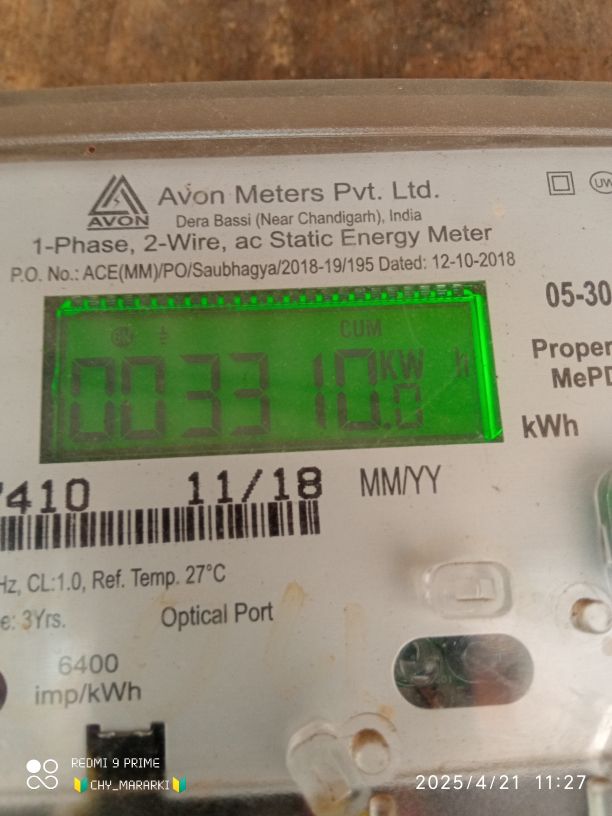 AVON
Avon Meters Pvt. Ltd.
Dera Bassi (Near Chandigarh), India
1-Phase, 2-Wire, ac Static Energy Meter
P.O. No.: ACE(MM)/PO/Saubhagya/2018-19/195 Dated: 12-10-2018
05-30
CUM
003310.0 KW h
Proper
MePD
kWh
7410 11/18 MM/YY
Hz, CL:1.0, Ref. Temp. 27°C
e: 3Yrs. Optical Port
6400
imp/kWh
REDMI 9 PRIME
CHY_MARARKI
2025/4/21 11:27